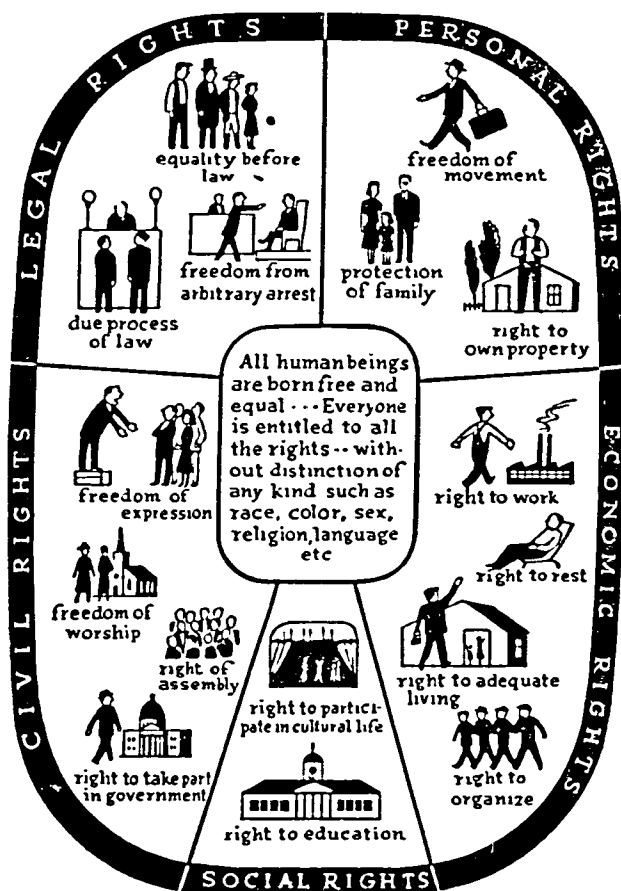 LEGAL RIGHTS
equality before
law
freedom from
arbitrary arrest
due process
of law
PERSONAL RIGHTS
freedom of
movement
protection
of family
right to
own property
All human beings
are born free and
equal ... Everyone
is entitled to all
the rights -- with-
out distinction of
any kind such as
race, color, sex,
religion, language
etc
CIVIL RIGHTS
freedom of
expression
freedom of
worship
right of
assembly
right to take part
in government
ECONOMIC RIGHTS
right to work
right to rest
right to adequate
living
right to
organize
right to partici-
pate in cultural life
right to education
SOCIAL RIGHTS